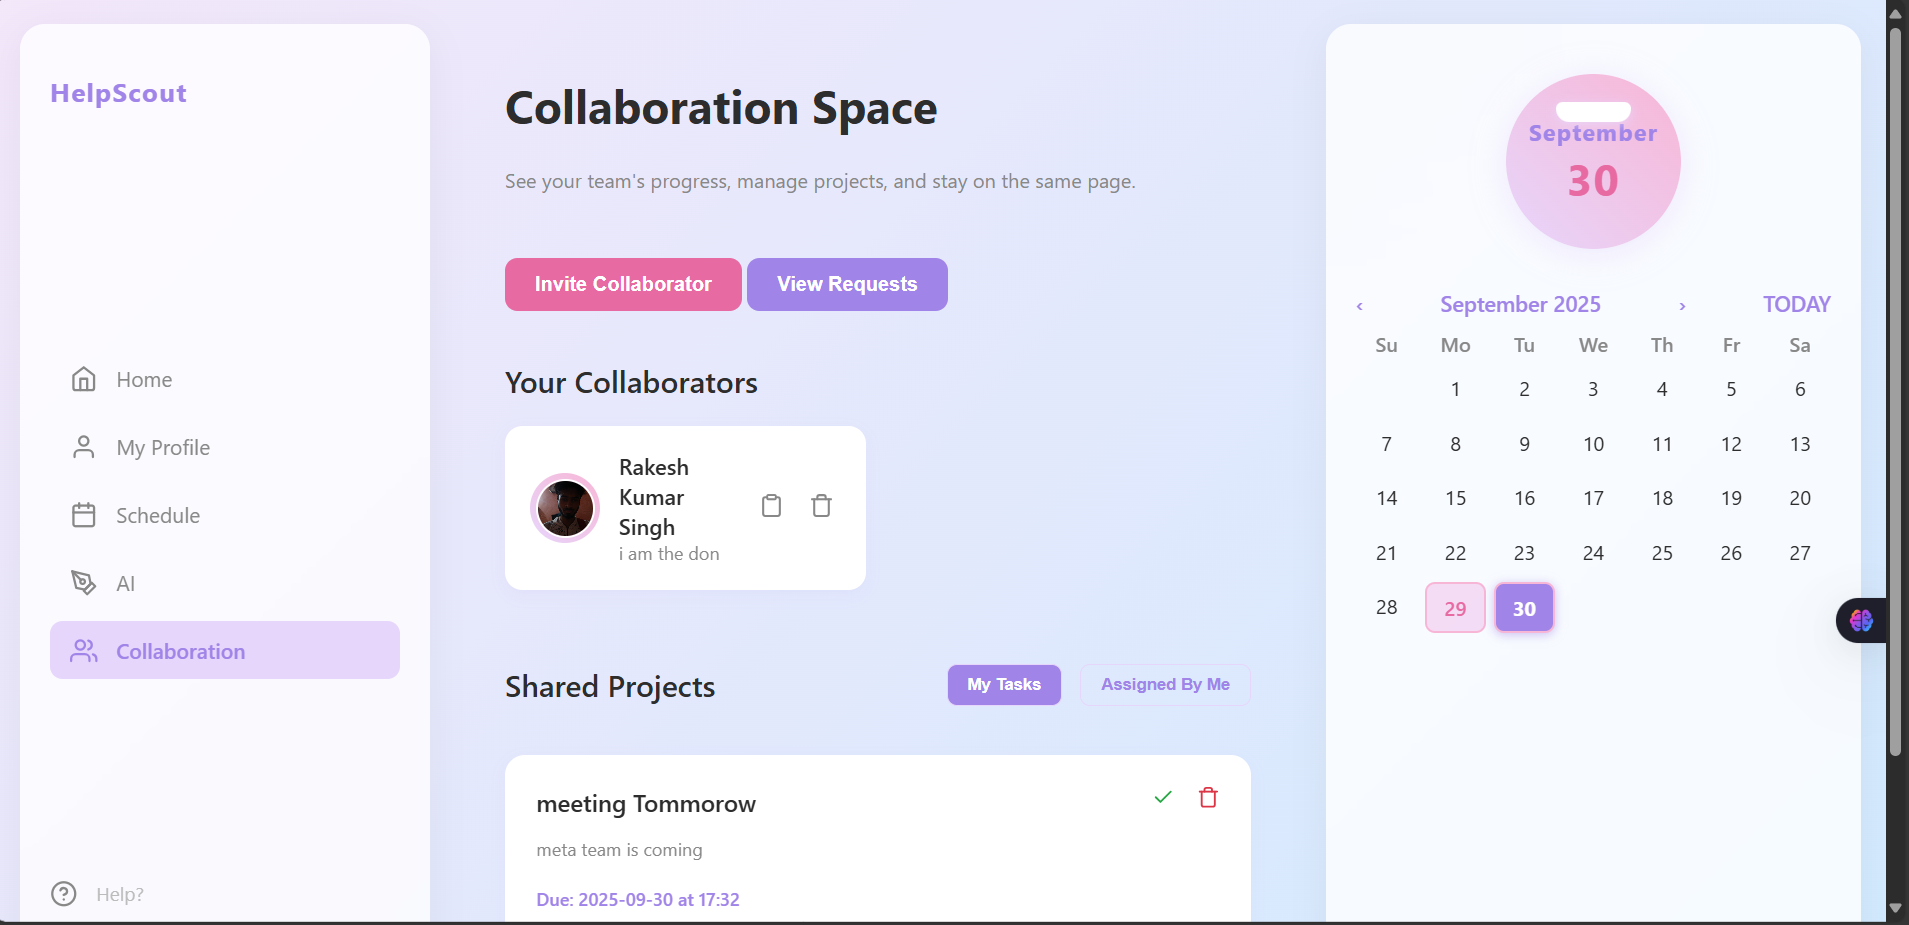 HelpScout
Home
My Profile
Schedule
AI
Collaboration
Help?
Collaboration Space
See your team's progress, manage projects, and stay on the same page.
Invite Collaborator
View Requests
Your Collaborators
Rakesh
Kumar
Singh
i am the don
Shared Projects
My Tasks
Assigned By Me
meeting Tommorow
meta team is coming
Due: 2025-09-30 at 17:32
September
30
‹ September 2025 › TODAY
Su Mo Tu We Th Fr Sa
1 2 3 4 5 6
7 8 9 10 11 12 13
14 15 16 17 18 19 20
21 22 23 24 25 26 27
28 29 30